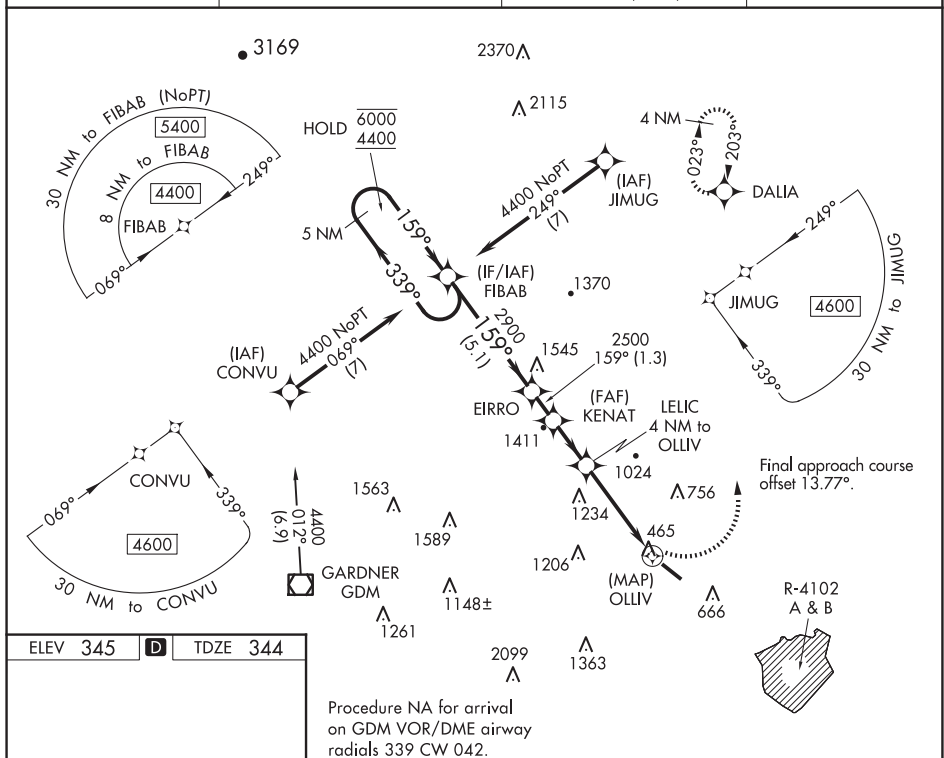 3169
2370
2115
30 NM to FIBAB (NoPT)
5400
8 NM to FIBAB
4400
249°
FIBAB
069°
HOLD
6000
4400
5 NM
159°
339°
4400 NoPT
249°
(7)
(IAF)
JIMUG
4 NM
023°
203°
DALIA
(IF/IAF)
FIBAB
1370
249°
JIMUG
4600
339°
30 NM to JIMUG
4400 NoPT
069°
(7)
(IAF)
CONVU
2900
159°
(5.1)
2500
159° (1.3)
1545
EIRRO
(FAF)
KENAT
1411
LELIC
4 NM to
OLLIV
1024
Final approach course
offset 13.77°.
756
1234
465
CONVU
069°
339°
4600
30 NM to CONVU
4400
012°
(6.9)
1563
1589
1206
(MAP)
OLLIV
GARDNER
GDM
1148±
1261
666
R-4102
A & B
2099
1363
ELEV 345 D TDZE 344
Procedure NA for arrival
on GDM VOR/DME airway
radials 339 CW 042.